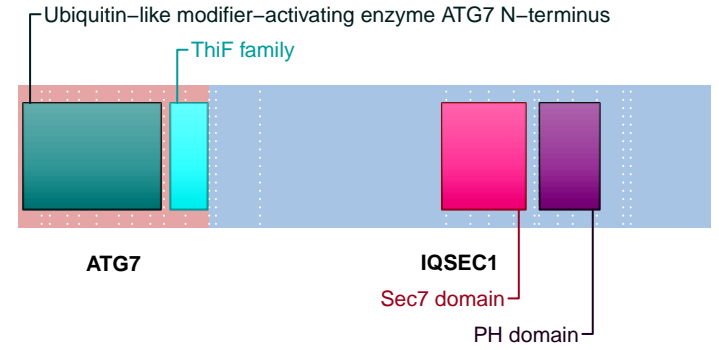 Ubiquitin−like modifier−activating enzyme ATG7 N−terminus
ThiF family
ATG7
IQSEC1
Sec7 domain
PH domain